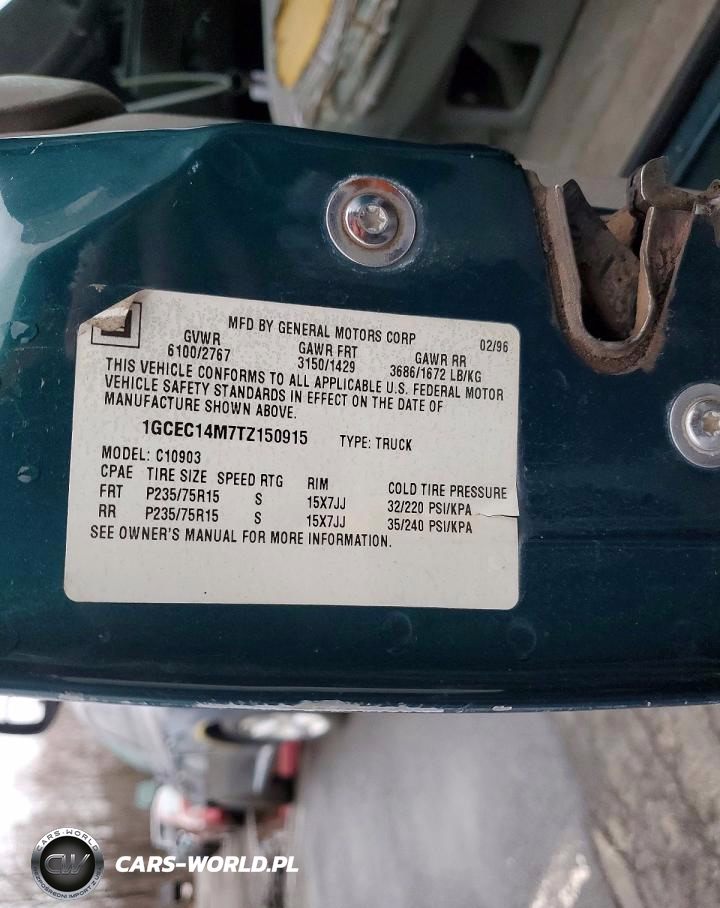 MFD BY GENERAL MOTORS CORP 02/96
GVWR GAWR FRT GAWR RR
6100/2767 3150/1429 3686/1672 LB/KG
THIS VEHICLE CONFORMS TO ALL APPLICABLE U.S. FEDERAL MOTOR
VEHICLE SAFETY STANDARDS IN EFFECT ON THE DATE OF
MANUFACTURE SHOWN ABOVE.
1GCEC14M7TZ150915 TYPE: TRUCK
MODEL: C10903
CPAE TIRE SIZE SPEED RTG RIM COLD TIRE PRESSURE
FRT P235/75R15 S 15X7JJ 32/220 PSI/KPA
RR P235/75R15 S 15X7JJ 35/240 PSI/KPA
SEE OWNER'S MANUAL FOR MORE INFORMATION.
CARS-WORLD
CW
CARS-WORLD.PL